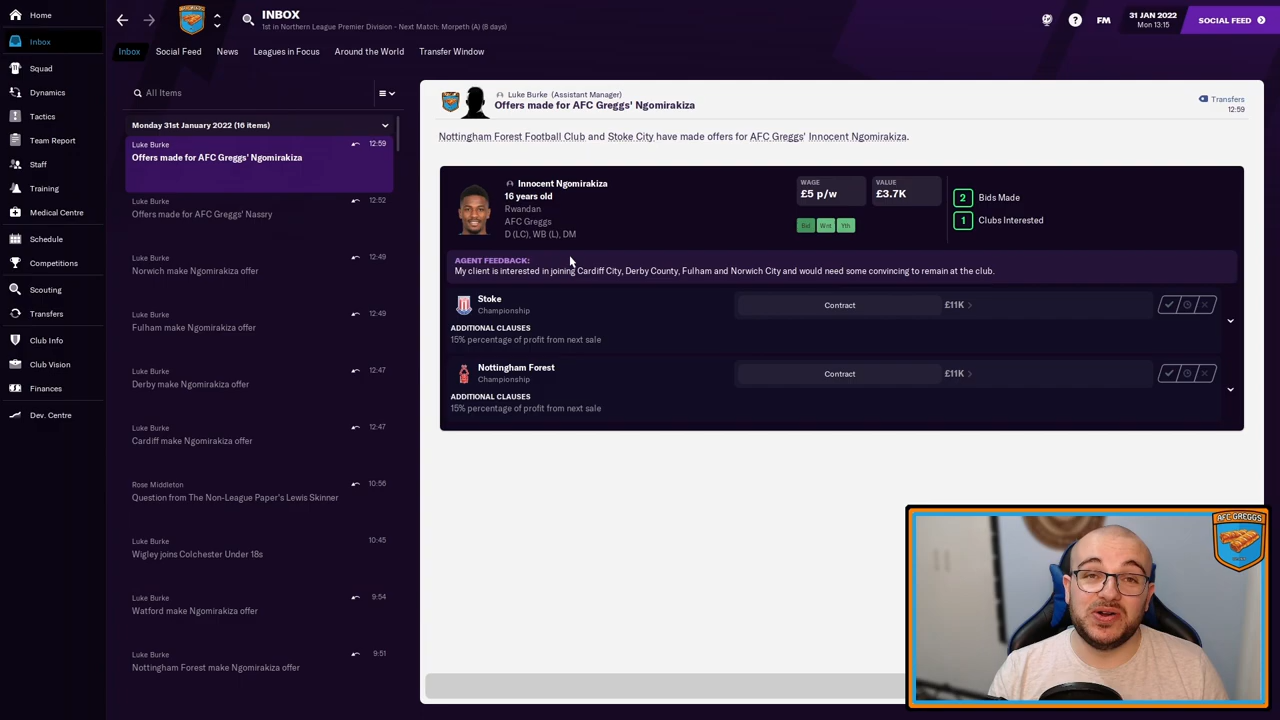 Home
Inbox
Squad
Dynamics
Tactics
Team Report
Staff
Training
Medical Centre
Schedule
Competitions
Scouting
Transfers
Club Info
Club Vision
Finances
Dev. Centre
INBOX
1st in Northern League Premier Division - Next Match: Morpeth (A) (8 days)
FM
31 JAN 2022
Mon 13:15
SOCIAL FEED
Inbox
Social Feed
News
Leagues in Focus
Around the World
Transfer Window
All Items
Monday 31st January 2022 (16 items)
Luke Burke 12:59
Offers made for AFC Greggs' Ngomirakiza
Luke Burke 12:52
Offers made for AFC Greggs' Nassry
Luke Burke 12:49
Norwich make Ngomirakiza offer
Luke Burke 12:49
Fulham make Ngomirakiza offer
Luke Burke 12:47
Derby make Ngomirakiza offer
Luke Burke 12:47
Cardiff make Ngomirakiza offer
Rose Middleton 10:56
Question from The Non-League Paper's Lewis Skinner
Luke Burke 10:45
Wigley joins Colchester Under 18s
Luke Burke 9:54
Watford make Ngomirakiza offer
Luke Burke 9:51
Nottingham Forest make Ngomirakiza offer
Luke Burke (Assistant Manager)
Offers made for AFC Greggs' Ngomirakiza
Transfers
12:59
Nottingham Forest Football Club and Stoke City have made offers for AFC Greggs' Innocent Ngomirakiza.
Innocent Ngomirakiza
16 years old
Rwandan
AFC Greggs
D (LC), WB (L), DM
WAGE
£5 p/w
VALUE
£3.7K
Bid Wnt Yth
2 Bids Made
1 Clubs Interested
AGENT FEEDBACK:
My client is interested in joining Cardiff City, Derby County, Fulham and Norwich City and would need some convincing to remain at the club.
Stoke
Championship
Contract
£11K
ADDITIONAL CLAUSES
15% percentage of profit from next sale
Nottingham Forest
Championship
Contract
£11K
ADDITIONAL CLAUSES
15% percentage of profit from next sale
AFC GREGGS